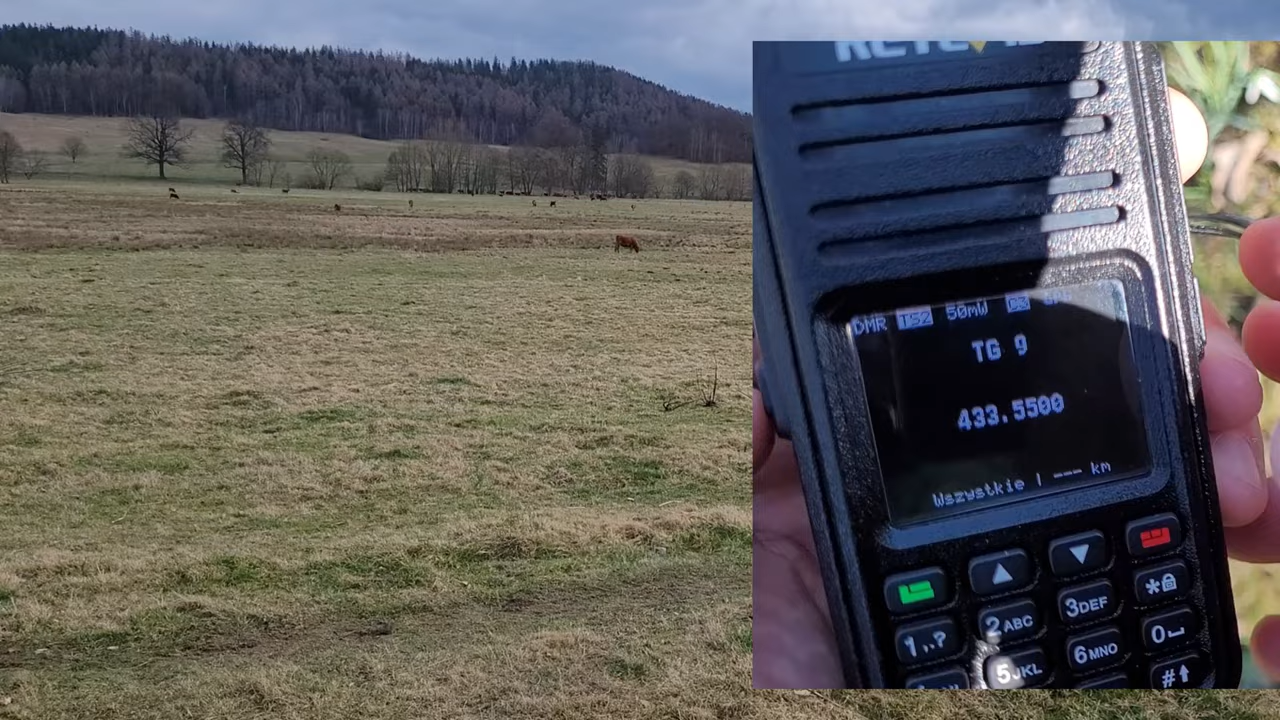 DMR TS2 50mW
TG 9
433.5500
Wszystkie | --- km
1,.? 2ABC 3DEF *
5JKL 6MNO 0
#